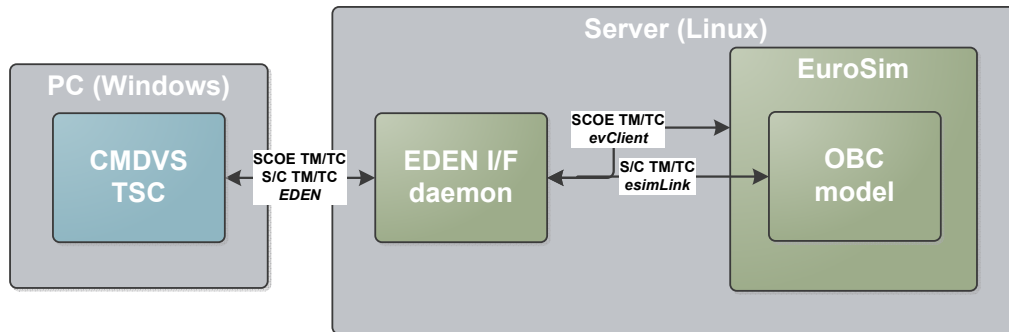 Server (Linux)
PC (Windows)
EuroSim
CMDVS
TSC
SCOE TM/TC
S/C TM/TC
EDEN
EDEN I/F
daemon
SCOE TM/TC
evClient
S/C TM/TC
esimLink
OBC
model